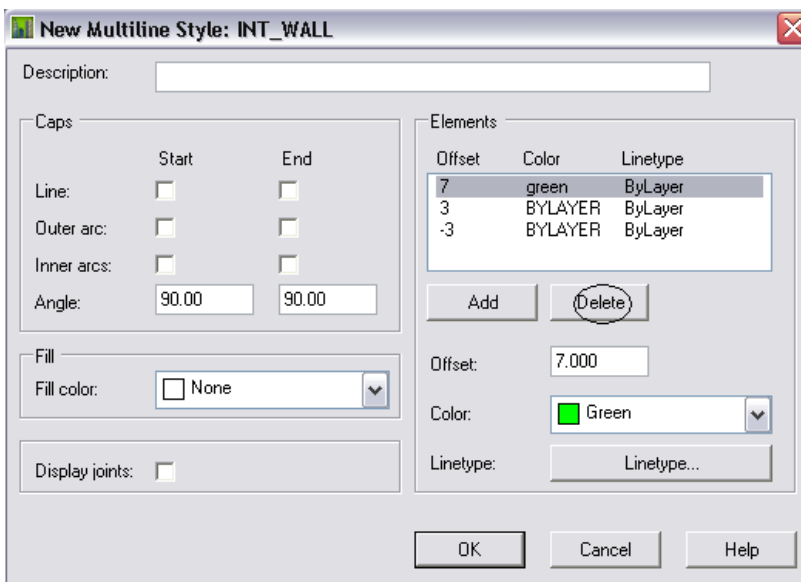 New Multiline Style: INT_WALL
Description:
Caps
Start End
Line:
Outer arc:
Inner arcs:
Angle: 90.00 90.00
Fill
Fill color: None
Display joints:
Elements
Offset Color Linetype
7 green ByLayer
3 BYLAYER ByLayer
-3 BYLAYER ByLayer
Add Delete
Offset: 7.000
Color: Green
Linetype: Linetype...
OK Cancel Help